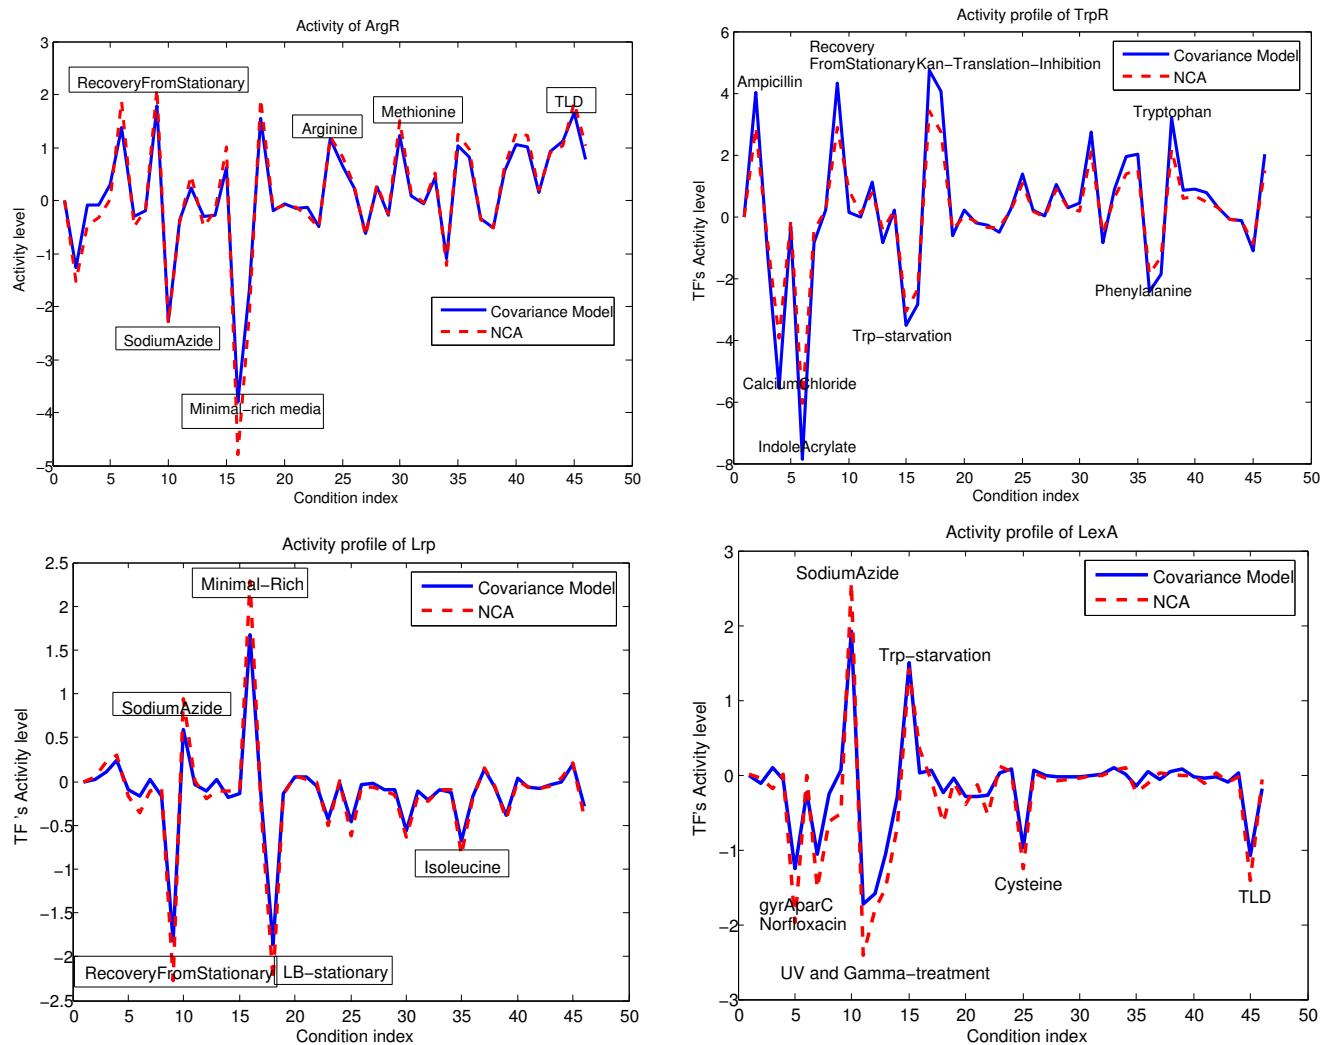 Activity of ArgR
3
2
1
0
−1
−2
−3
−4
−5
0
5
10
15
20
25
30
35
40
45
50
Activity level
Condition index
RecoveryFromStationary
Arginine
Methionine
TLD
SodiumAzide
Minimal−rich media
Covariance Model
NCA
Activity profile of TrpR
6
4
2
0
−2
−4
−6
−8
0
5
10
15
20
25
30
35
40
45
50
TF's Activity level
Condition index
Covariance Model
NCA
Ampicillin
Recovery
FromStationary
Kan−Translation−Inhibition
Tryptophan
Phenylalanine
Trp−starvation
CalciumChloride
IndoleAcrylate
Activity profile of Lrp
2.5
2
1.5
1
0.5
0
−0.5
−1
−1.5
−2
−2.5
0
5
10
15
20
25
30
35
40
45
50
TF 's Activity level
Condition index
Covariance Model
NCA
Minimal−Rich
SodiumAzide
Isoleucine
RecoveryFromStationary
LB−stationary
Activity profile of LexA
3
2
1
0
−1
−2
−3
0
5
10
15
20
25
30
35
40
45
50
TF's Activity level
Condition index
Covariance Model
NCA
SodiumAzide
Trp−starvation
gyrAparC
Norfloxacin
Cysteine
TLD
UV and Gamma−treatment